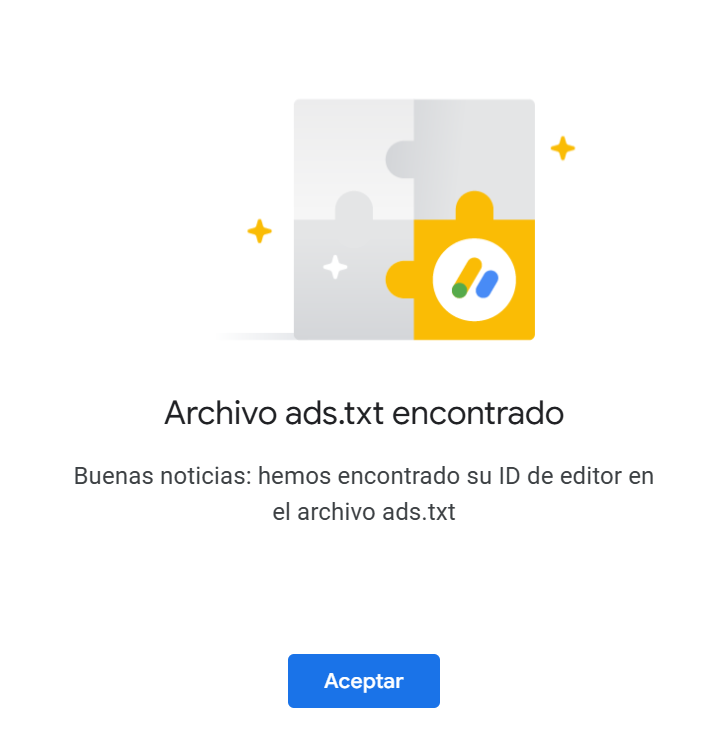 Archivo ads.txt encontrado
Buenas noticias: hemos encontrado su ID de editor en
el archivo ads.txt
Aceptar